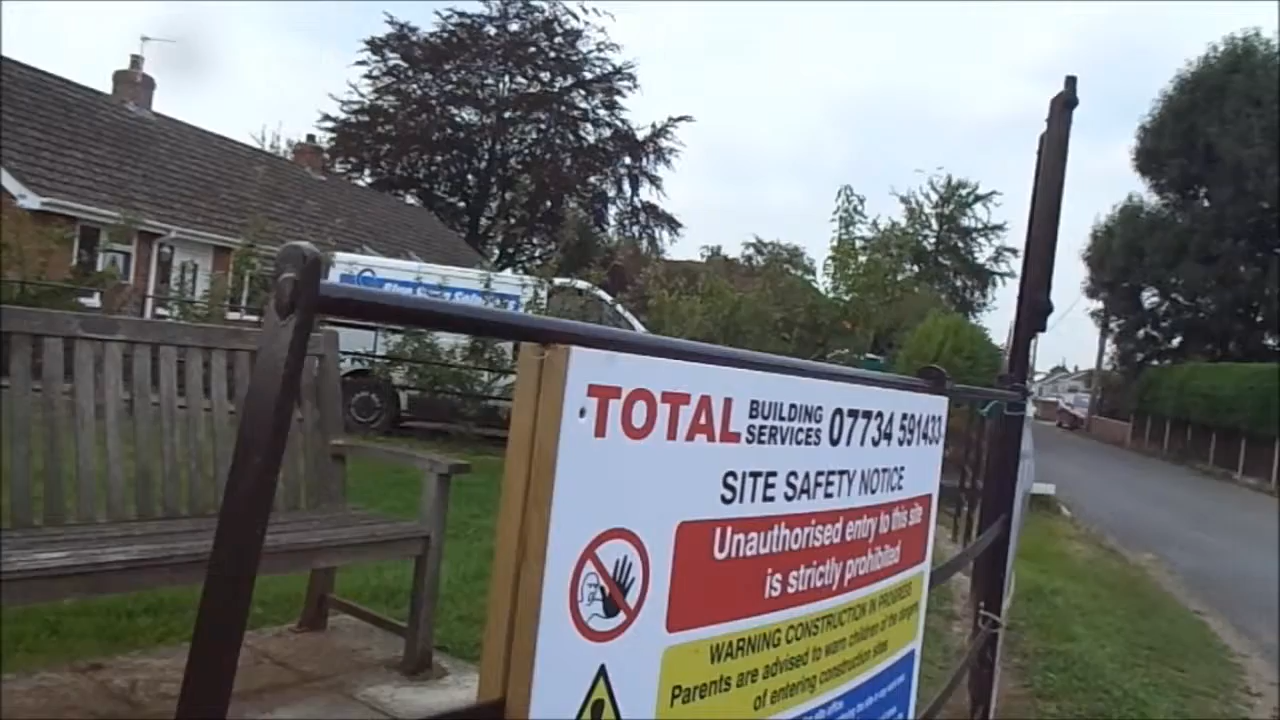 TOTAL BUILDING SERVICES 07734 591433
SITE SAFETY NOTICE
Unauthorised entry to this site
is strictly prohibited
WARNING CONSTRUCTION IN PROGRESS
Parents are advised to warn children of the dangers
of entering construction sites